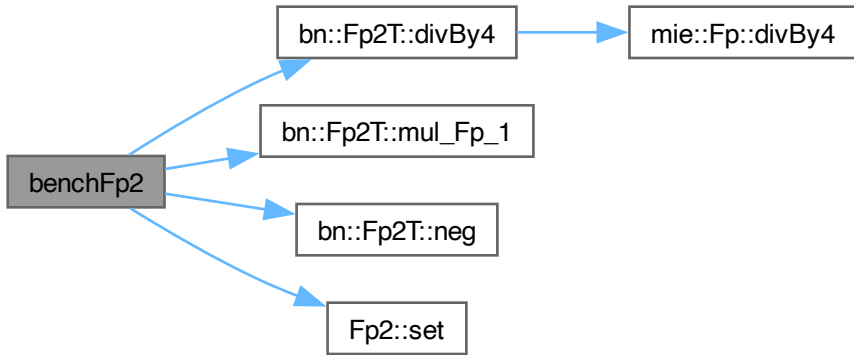 bn::Fp2T::divBy4
mie::Fp::divBy4
bn::Fp2T::mul_Fp_1
benchFp2
bn::Fp2T::neg
Fp2::set